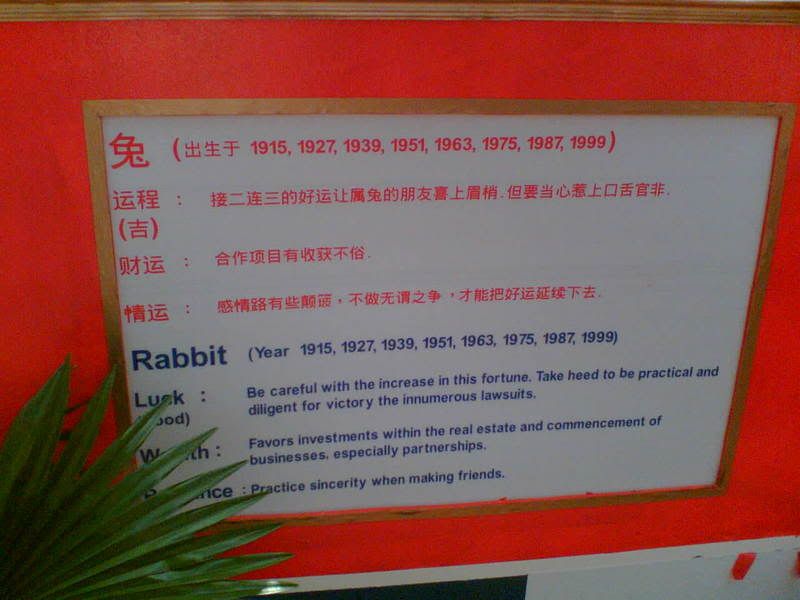 兔 (出生于 1915, 1927, 1939, 1951, 1963, 1975, 1987, 1999)
运程 : 接二连三的好运让属兔的朋友喜上眉梢.但要当心惹上口舌官非.
(吉)
财运 : 合作项目有收获不俗.
情运 : 感情路有些颠簸，不做无谓之争，才能把好运延续下去.
Rabbit (Year 1915, 1927, 1939, 1951, 1963, 1975, 1987, 1999)
Luck : Be careful with the increase in this fortune. Take heed to be practical and
diligent for victory the innumerous lawsuits.
Favors investments within the real estate and commencement of
businesses, especially partnerships.
: Practice sincerity when making friends.